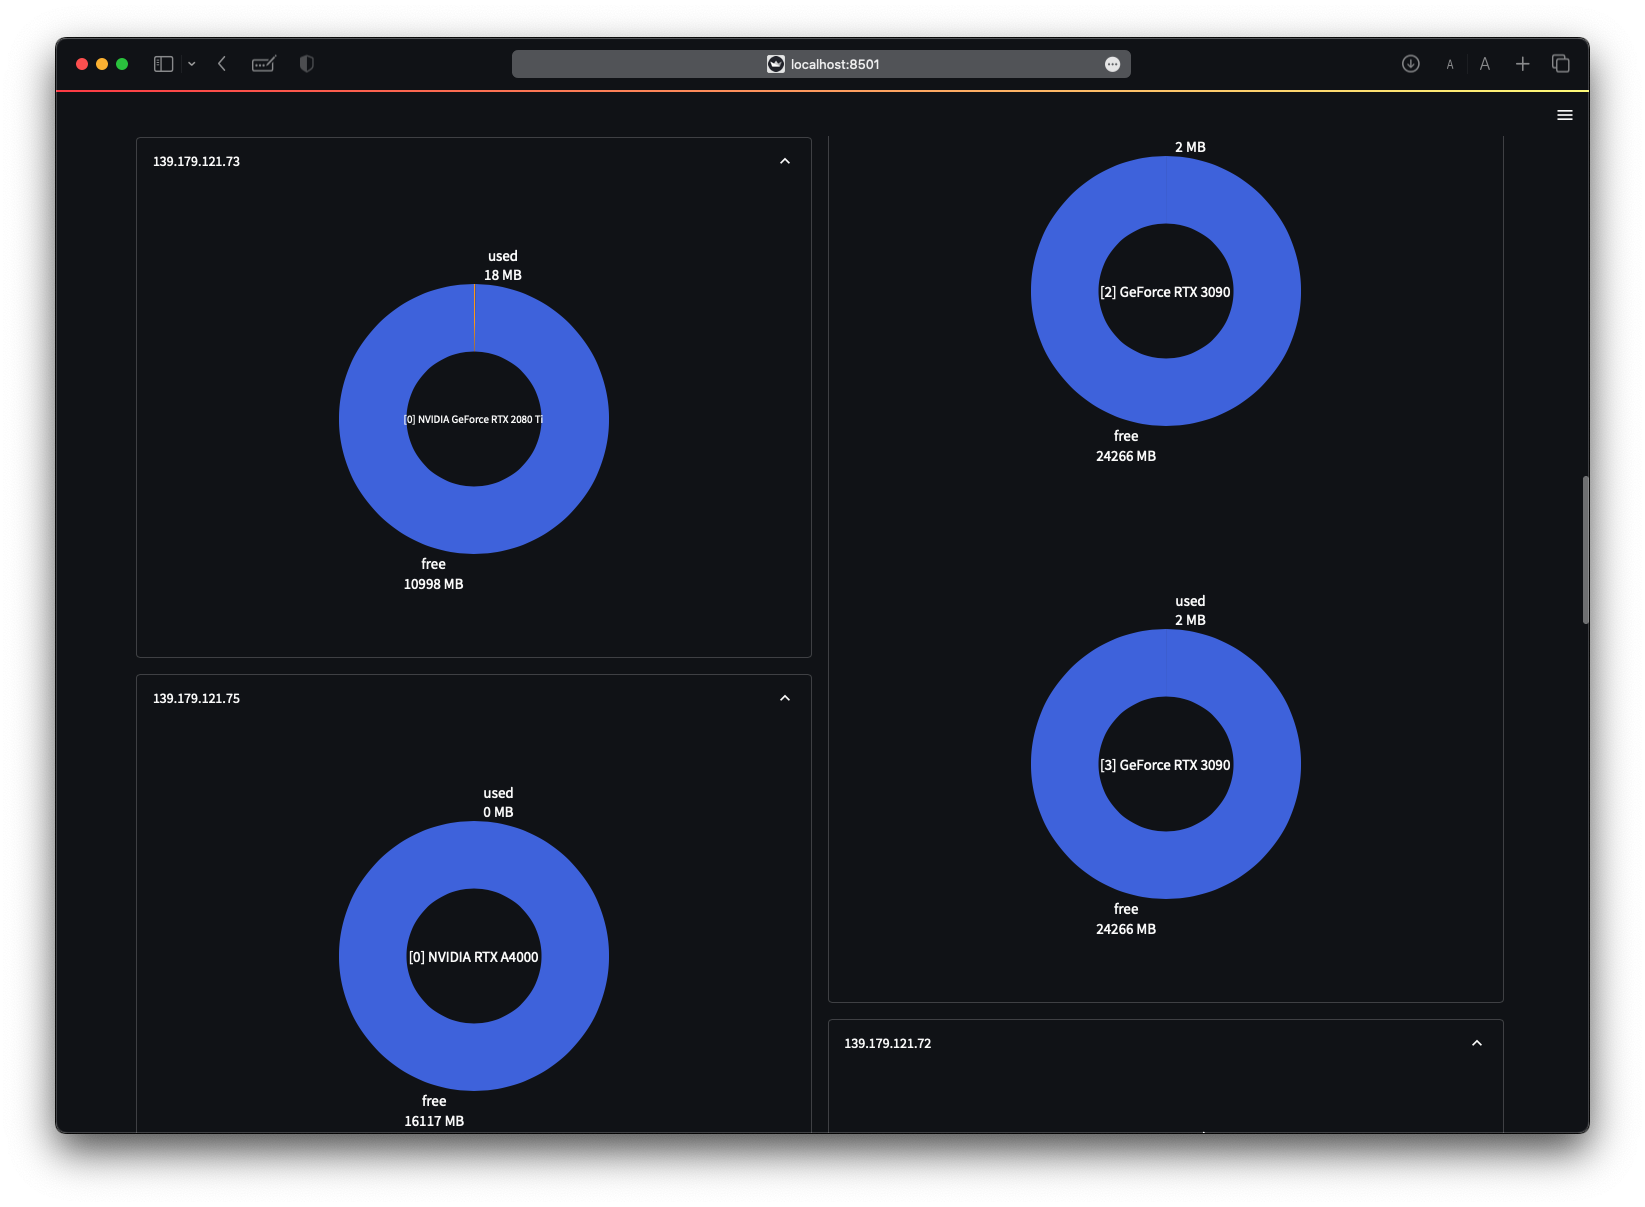 localhost:8501
A
A
139.179.121.73
used
18 MB
[0] NVIDIA GeForce RTX 2080 Ti
free
10998 MB
139.179.121.75
used
0 MB
[0] NVIDIA RTX A4000
free
16117 MB
2 MB
[2] GeForce RTX 3090
free
24266 MB
used
2 MB
[3] GeForce RTX 3090
free
24266 MB
139.179.121.72